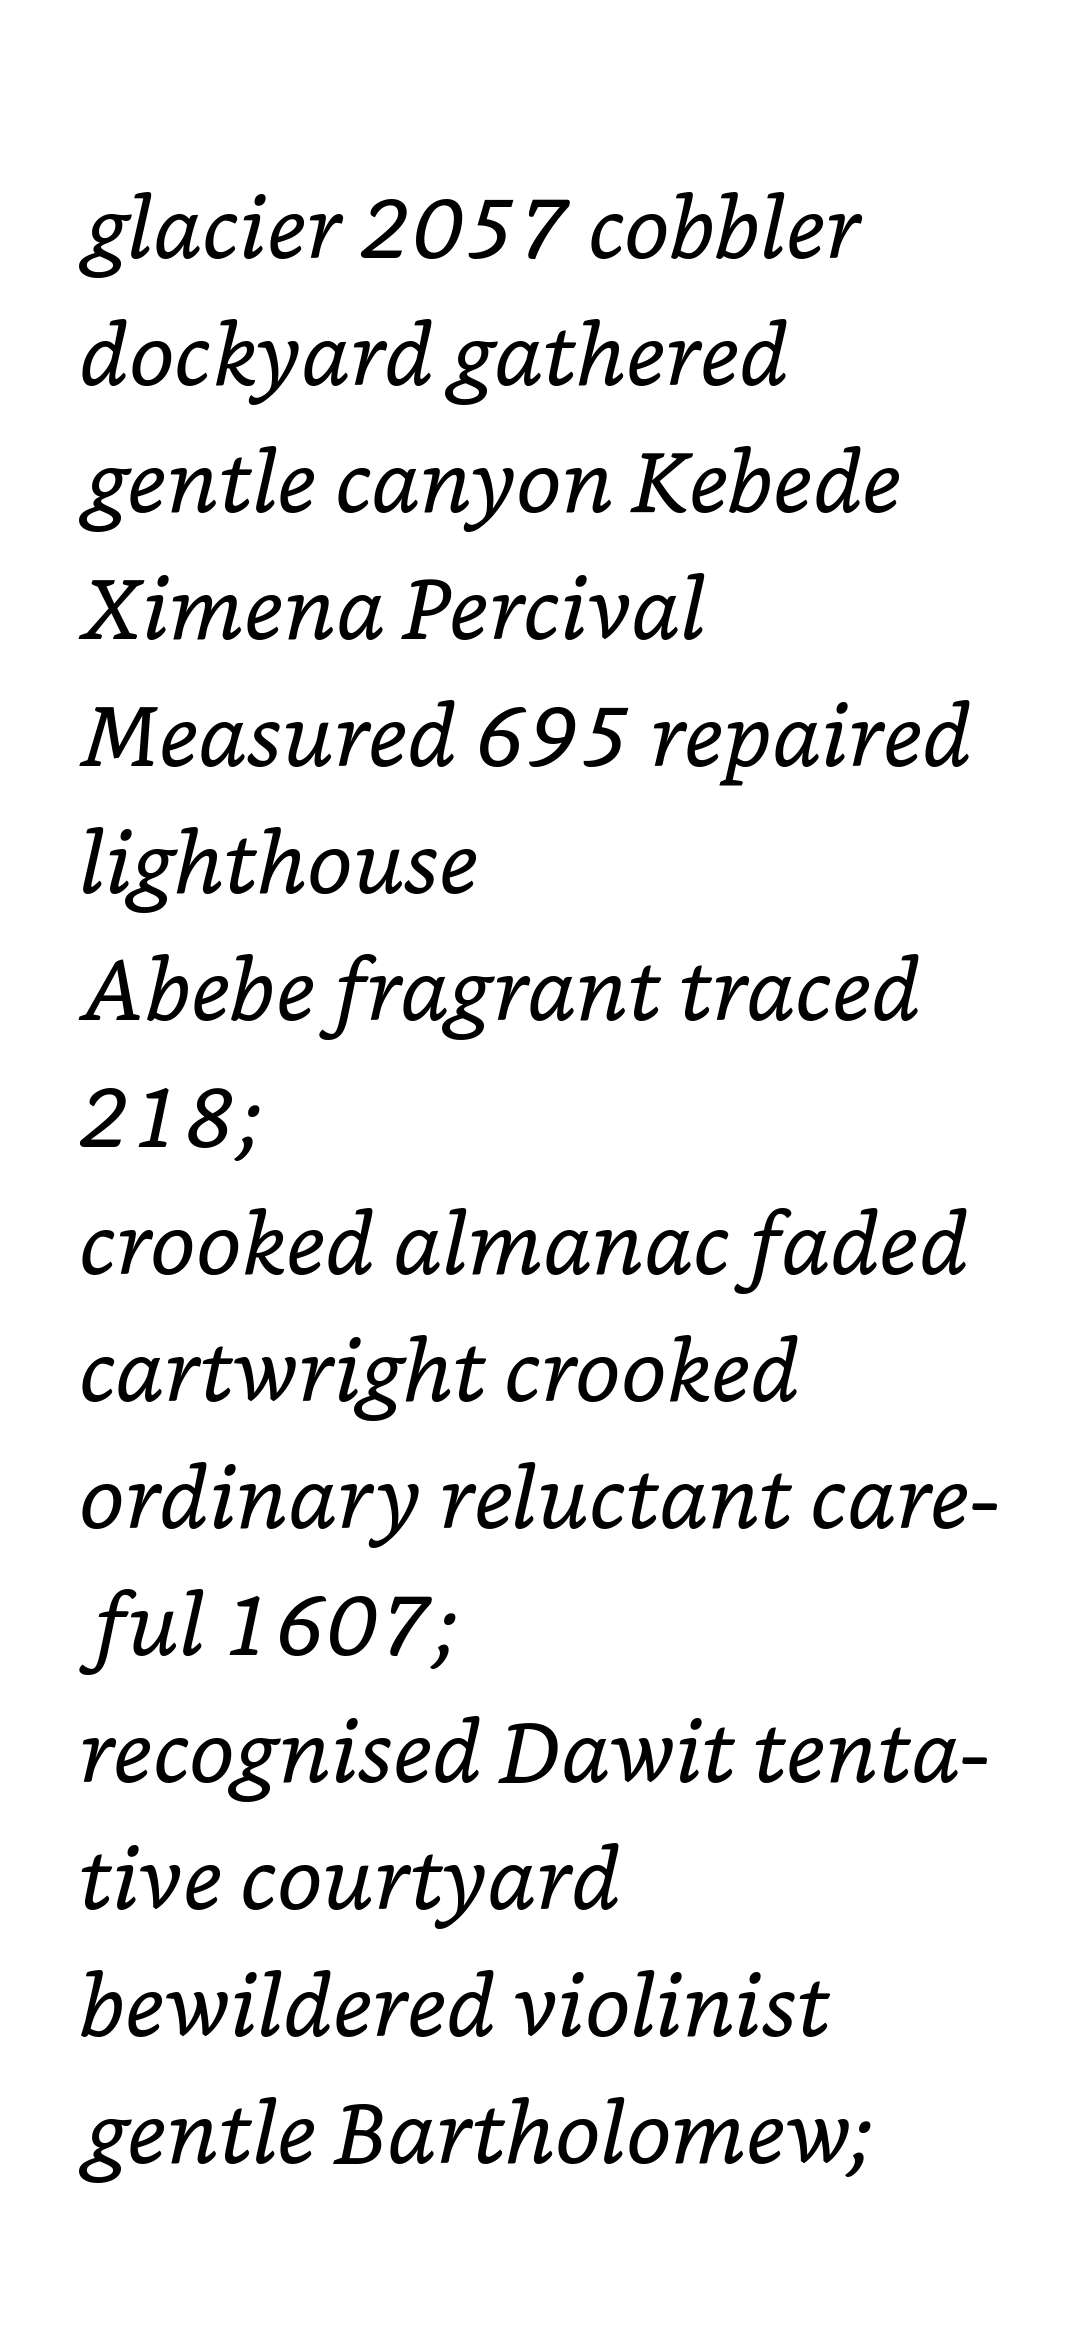 glacier 2057 cobbler
dockyard gathered
gentle canyon Kebede
Ximena Percival
Measured 695 repaired
lighthouse
Abebe fragrant traced
218;
crooked almanac faded
cartwright crooked
ordinary reluctant care-
ful 1607;
recognised Dawit tenta-
tive courtyard
bewildered violinist
gentle Bartholomew;